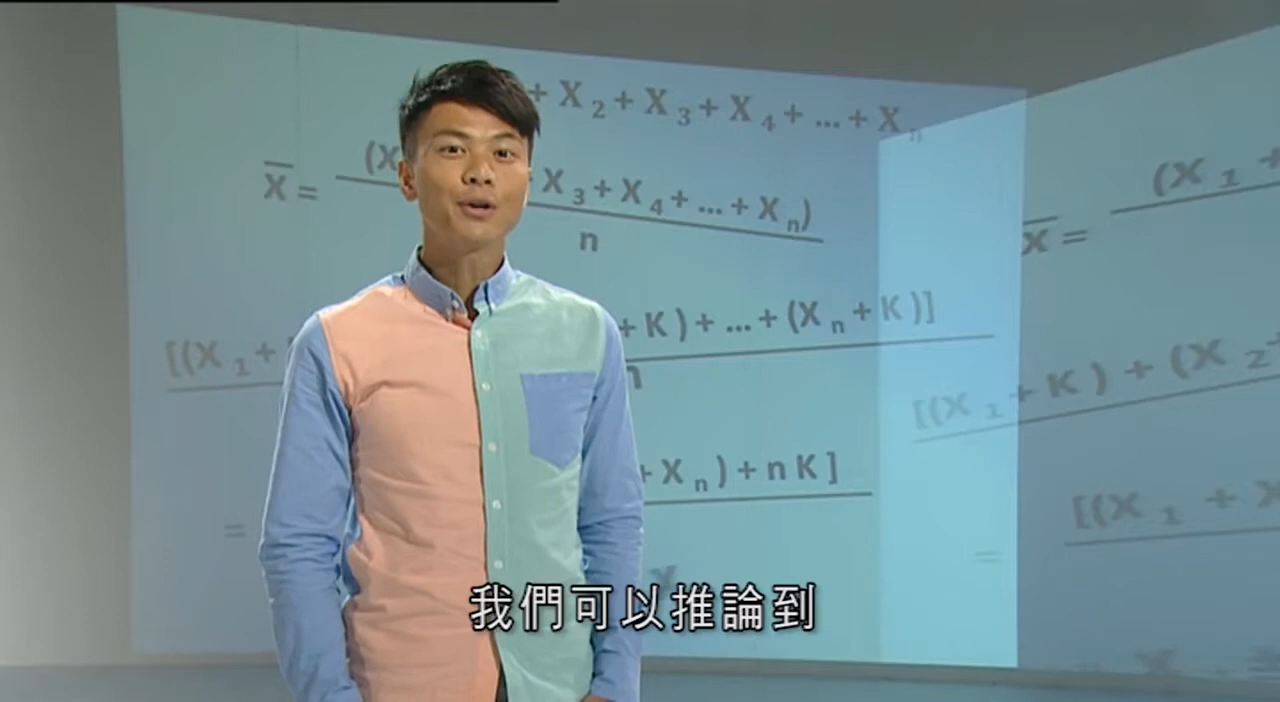 + X₂ + X₃ + X₄ + ... + Xₙ
x̄ = (X X₃ + X₄ + ... + Xₙ)
n
[(X₁ + + K ) + ... + (Xₙ + K )]
n
= + Xₙ ) + n K ]
(X₁ +
x̄ =
[(X₁ + K ) + (X₂ +
[(X₁ + X
=
我們可以推論到